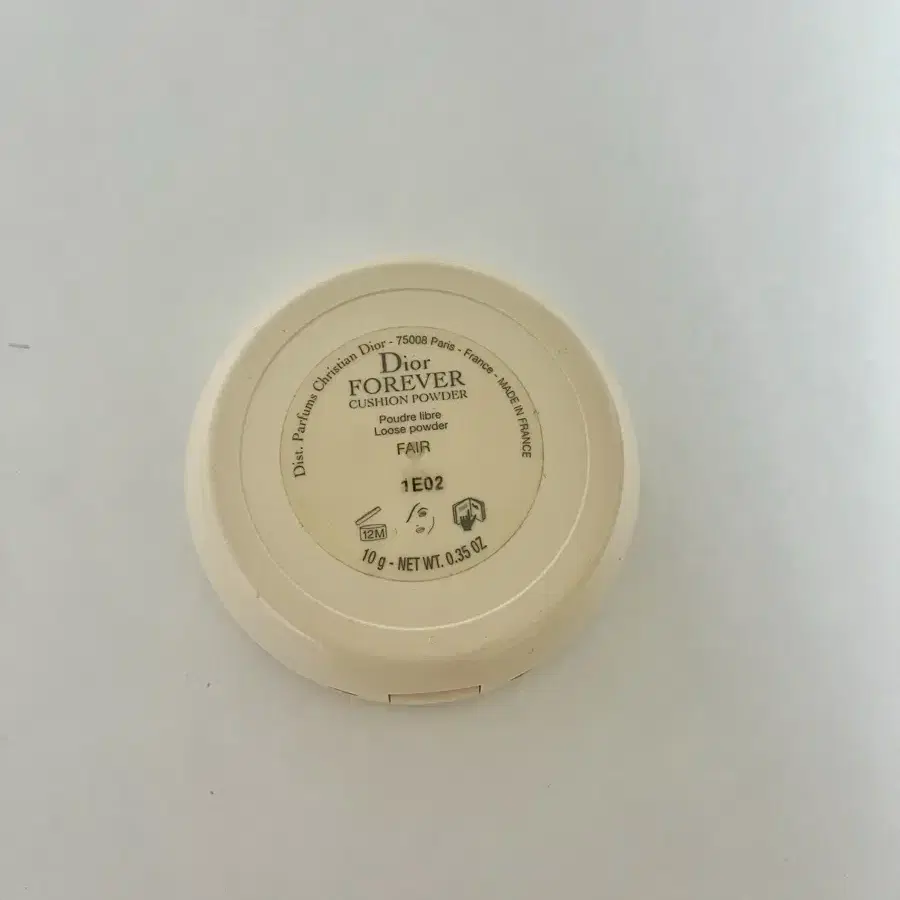 Dist. Parfums Christian Dior - 75008 Paris - France - MADE IN FRANCE
Dior
FOREVER
CUSHION POWDER
Poudre libre
Loose powder
FAIR
1E02
12M
10 g - NET WT. 0.35 OZ